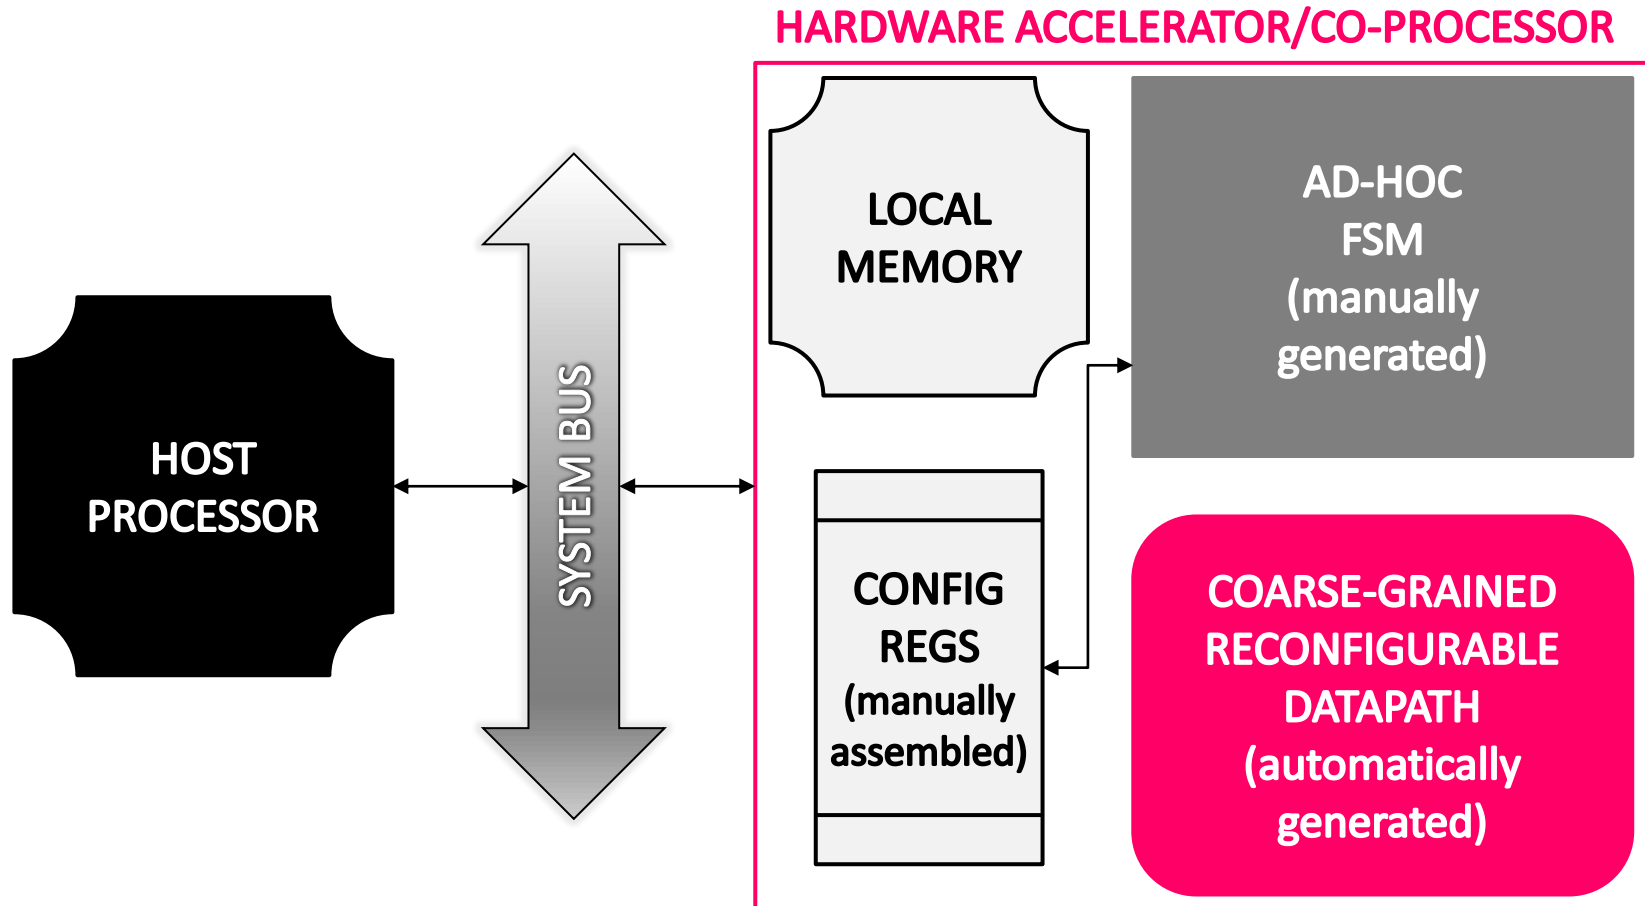 HARDWARE ACCELERATOR/CO-PROCESSOR
LOCAL
MEMORY
AD-HOC
FSM
(manually
generated)
HOST
PROCESSOR
SYSTEM BUS
CONFIG
REGS
(manually
assembled)
COARSE-GRAINED
RECONFIGURABLE
DATAPATH
(automatically
generated)